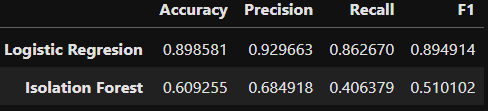 Accuracy Precision Recall F1
Logistic Regresion 0.898581 0.929663 0.862670 0.894914
Isolation Forest 0.609255 0.684918 0.406379 0.510102